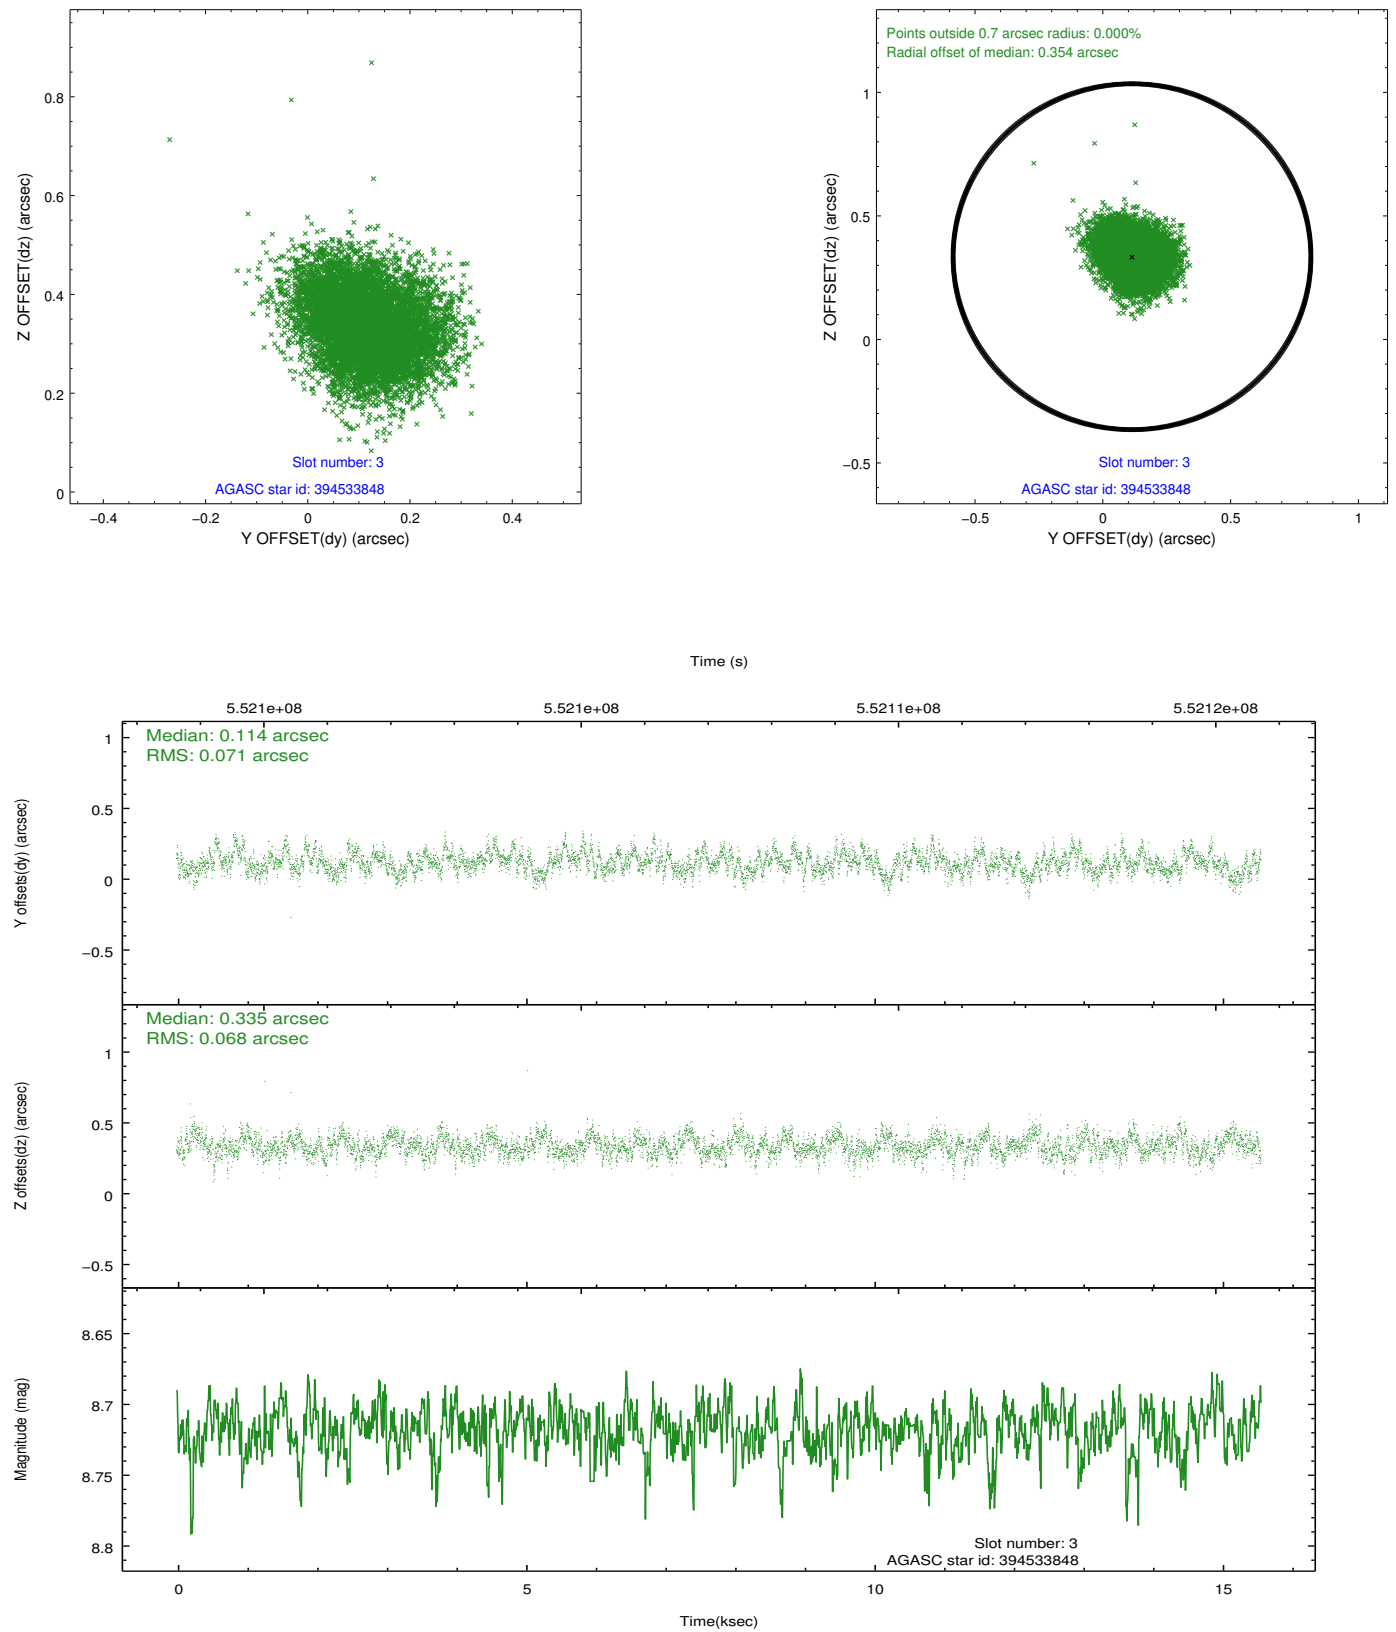 0.8
0.6
0.4
0.2
0
−0.4
−0.2
0
0.2
0.4
Z OFFSET(dz) (arcsec)
Y OFFSET(dy) (arcsec)
Slot number: 3
AGASC star id: 394533848
Points outside 0.7 arcsec radius: 0.000%
Radial offset of median: 0.354 arcsec
1
0.5
0
−0.5
−0.5
0
0.5
1
Z OFFSET(dz) (arcsec)
Y OFFSET(dy) (arcsec)
Slot number: 3
AGASC star id: 394533848
Time (s)
5.521e+08
5.521e+08
5.5211e+08
5.5212e+08
Median: 0.114 arcsec
RMS: 0.071 arcsec
1
0.5
0
−0.5
Y offsets(dy) (arcsec)
Median: 0.335 arcsec
RMS: 0.068 arcsec
1
0.5
0
−0.5
Z offsets(dz) (arcsec)
8.65
8.7
8.75
8.8
Magnitude (mag)
Slot number: 3
AGASC star id: 394533848
0
5
10
15
Time(ksec)